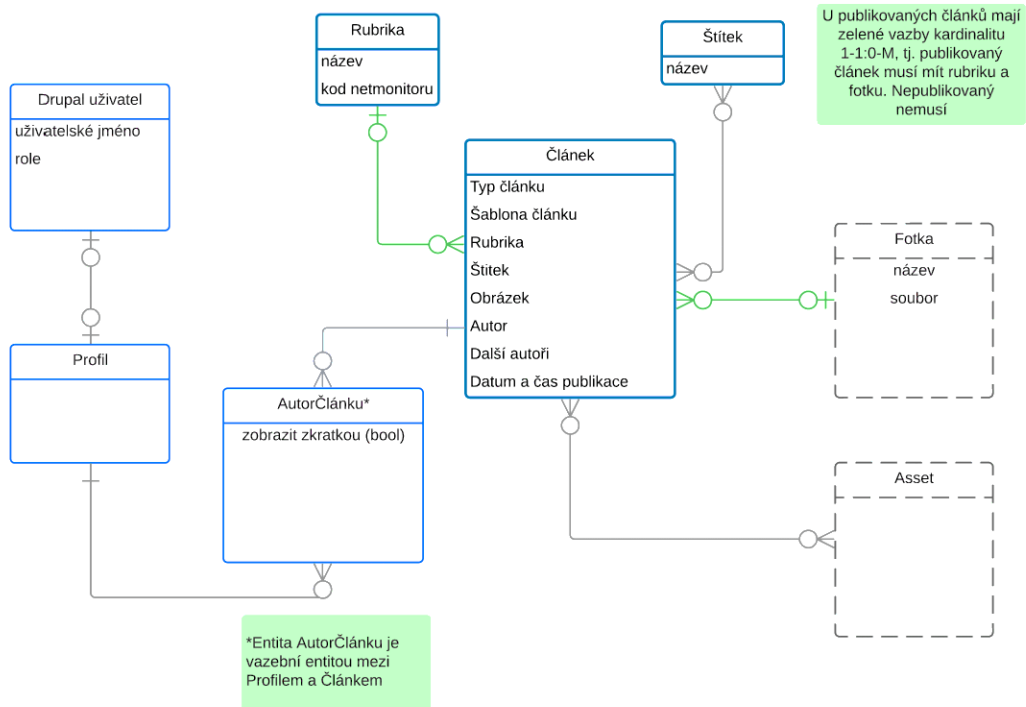 Rubrika
název
kod netmonitoru
Štítek
název
U publikovaných článků mají
zelené vazby kardinalitu
1-1:0-M, tj. publikovaný
článek musí mít rubriku a
fotku. Nepublikovaný
nemusí
Drupal uživatel
uživatelské jméno
role
Článek
Typ článku
Šablona článku
Rubrika
Štitek
Obrázek
Autor
Další autoři
Datum a čas publikace
Fotka
název
soubor
Profil
AutorČlánku*
zobrazit zkratkou (bool)
Asset
*Entita AutorČlánku je
vazební entitou mezi
Profilem a Článkem